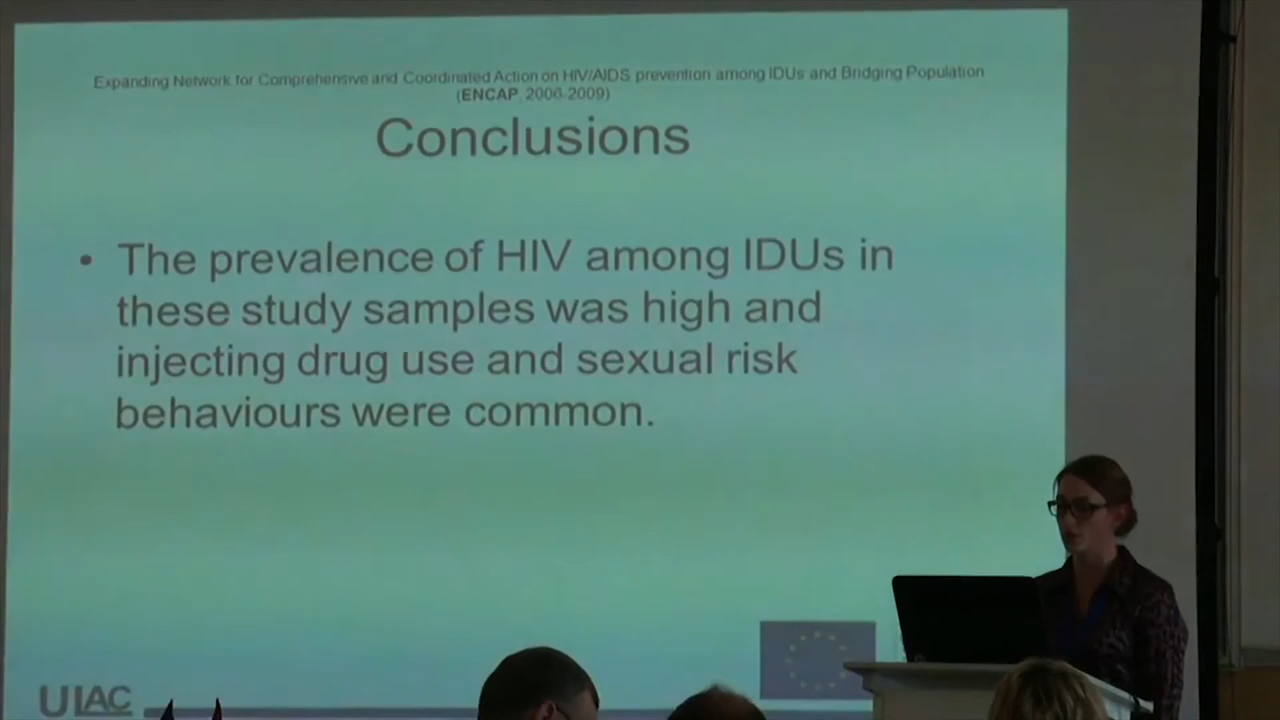 Expanding Network for Comprehensive and Coordinated Action on HIV/AIDS prevention among IDUs and Bridging Population
(ENCAP, 2006-2009)
Conclusions
• The prevalence of HIV among IDUs in
these study samples was high and
injecting drug use and sexual risk
behaviours were common.
UIAC